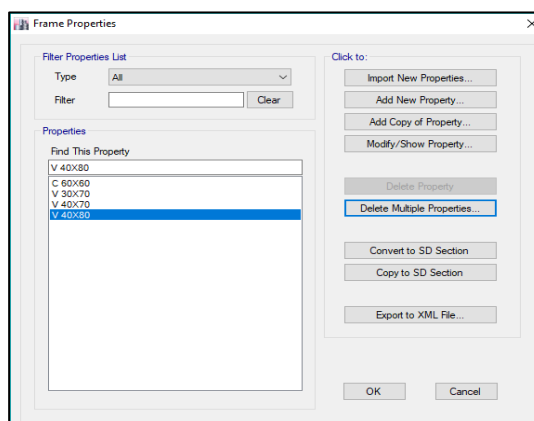 Frame Properties
Filter Properties List
Type
All
Filter
Clear
Properties
Find This Property
V 40X80
C 60X60
V 30X70
V 40X70
V 40X80
Click to:
Import New Properties...
Add New Property...
Add Copy of Property...
Modify/Show Property...
Delete Property
Delete Multiple Properties...
Convert to SD Section
Copy to SD Section
Export to XML File...
OK
Cancel